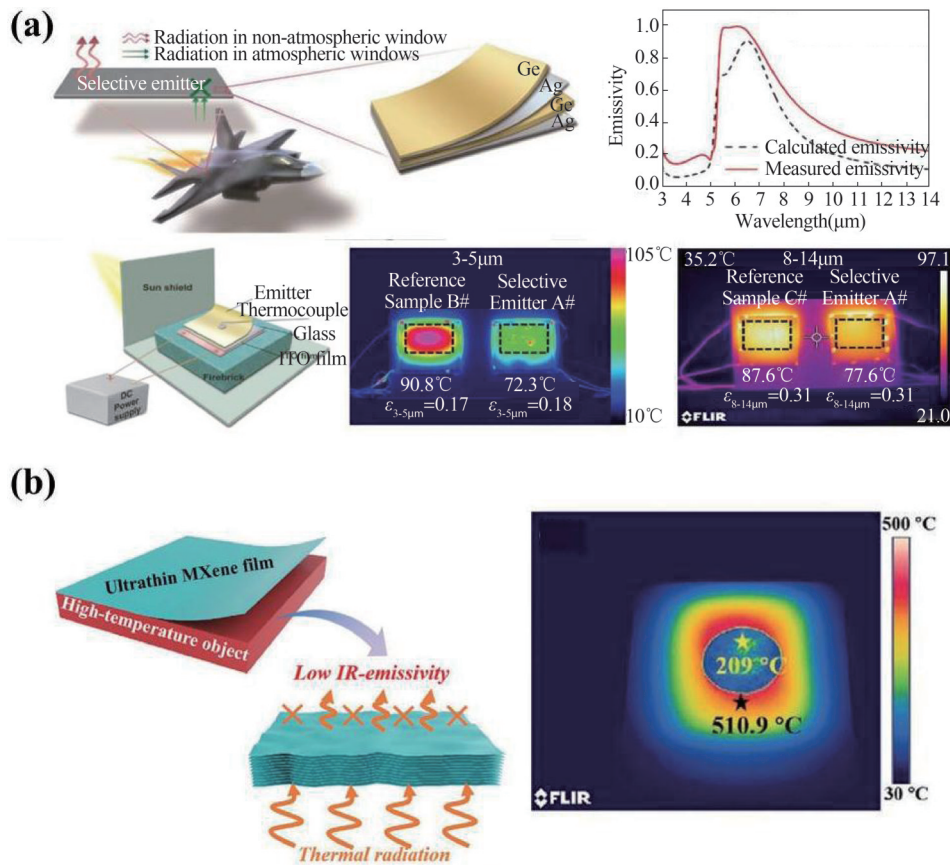 (a)
Radiation in non-atmospheric window
Radiation in atmospheric windows
Selective emitter
Ge
Ag
Ge
Ag
Emissivity
1.0
0.8
0.6
0.4
0.2
0.0
Calculated emissivity
Measured emissivity
3 4 5 6 7 8 9 10 11 12 13 14
Wavelength(μm)
Sun shield
Emitter
Thermocouple
Glass
ITO film
Firebrick
DC
Power
supply
3-5μm
105℃
Reference
Sample B#
Selective
Emitter A#
90.8℃
72.3℃
ε3-5μm=0.17
ε3-5μm=0.18
10℃
35.2℃
8-14μm
97.1
Reference
Sample C#
Selective
Emitter A#
87.6℃
77.6℃
ε8-14μm=0.31
ε8-14μm=0.31
FLIR
21.0
(b)
Ultrathin MXene film
High-temperature object
Low IR-emissivity
Thermal radiation
500 °C
209 °C
510.9 °C
FLIR
30 °C